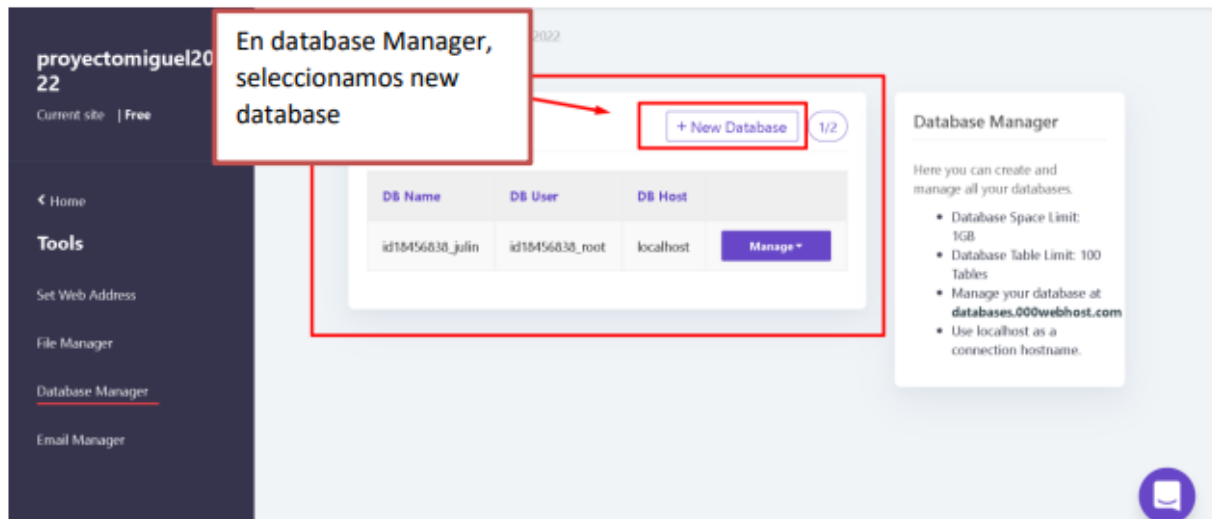 proyectomiguel20
22
Current site | Free
Home
Tools
Set Web Address
File Manager
Database Manager
Email Manager
En database Manager,
seleccionamos new
database
2022
+ New Database
1/2
DB Name DB User DB Host
id18456838_julin id18456838_root localhost Manage
Database Manager
Here you can create and
manage all your databases.
• Database Space Limit:
1GB
• Database Table Limit: 100
Tables
• Manage your database at
databases.000webhost.com
• Use localhost as a
connection hostname.